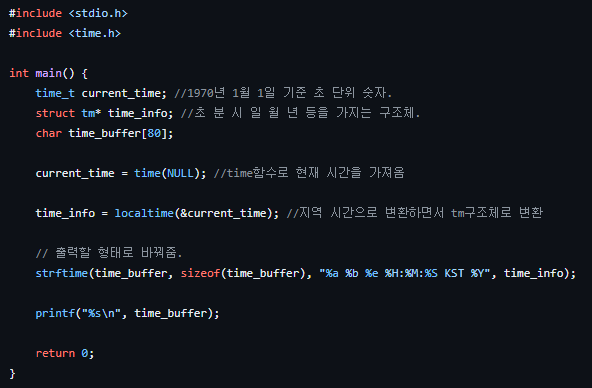 #include <stdio.h>
#include <time.h>
int main() {
time_t current_time; //1970년 1월 1일 기준 초 단위 숫자.
struct tm* time_info; //초 분 시 일 월 년 등을 가지는 구조체.
char time_buffer[80];
current_time = time(NULL); //time함수로 현재 시간을 가져옴
time_info = localtime(&current_time); //지역 시간으로 변환하면서 tm구조체로 변환
// 출력할 형태로 바꿔줌.
strftime(time_buffer, sizeof(time_buffer), "%a %b %e %H:%M:%S KST %Y", time_info);
printf("%s\n", time_buffer);
return 0;
}